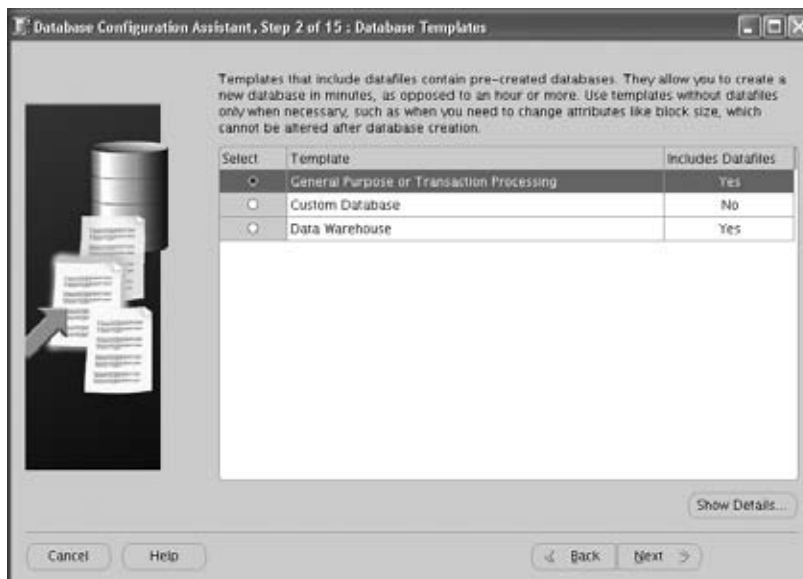 Database Configuration Assistant, Step 2 of 15 : Database Templates
Templates that include datafiles contain pre-created databases. They allow you to create a
new database in minutes, as opposed to an hour or more. Use templates without datafiles
only when necessary, such as when you need to change attributes like block size, which
cannot be altered after database creation.
Select Template Includes Datafiles
General Purpose or Transaction Processing Yes
Custom Database No
Data Warehouse Yes
Show Details...
Cancel Help Back Next